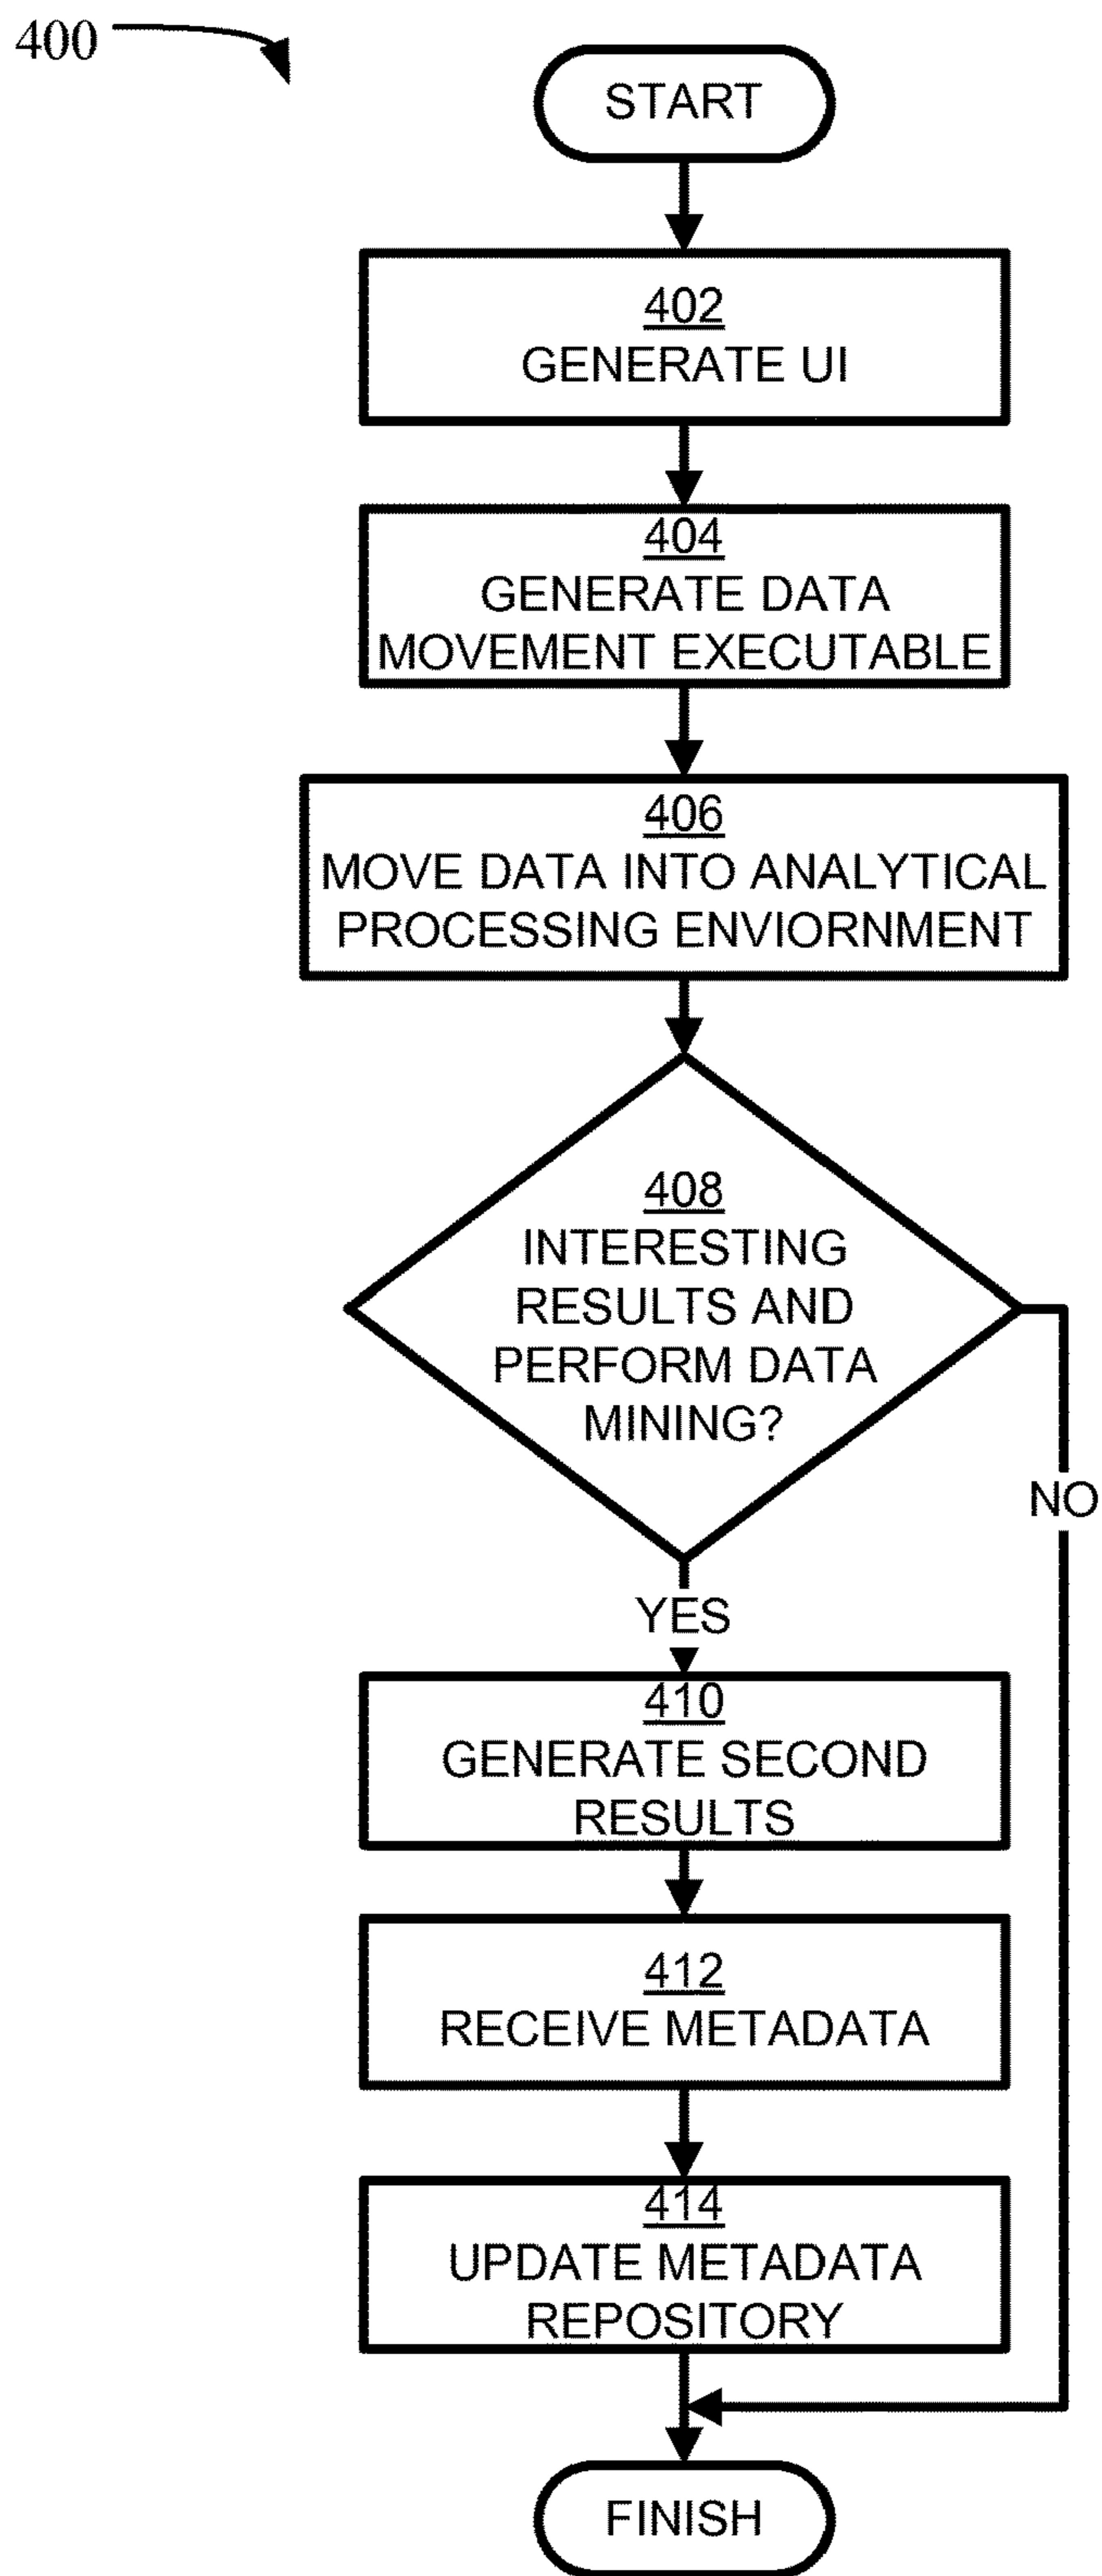 400
START
402
GENERATE UI
404
GENERATE DATA
MOVEMENT EXECUTABLE
406
MOVE DATA INTO ANALYTICAL
PROCESSING ENVIORNMENT
408
INTERESTING
RESULTS AND
PERFORM DATA
MINING?
NO
YES
410
GENERATE SECOND
RESULTS
412
RECEIVE METADATA
414
UPDATE METADATA
REPOSITORY
FINISH